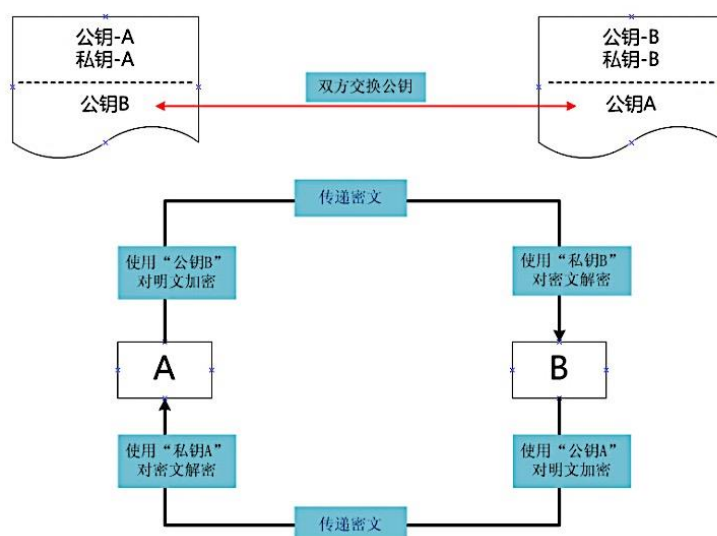 公钥-A
私钥-A
公钥B
双方交换公钥
公钥-B
私钥-B
公钥A
传递密文
使用“公钥B”
对明文加密
使用“私钥B”
对密文解密
A
B
使用“私钥A”
对密文解密
使用“公钥A”
对明文加密
传递密文